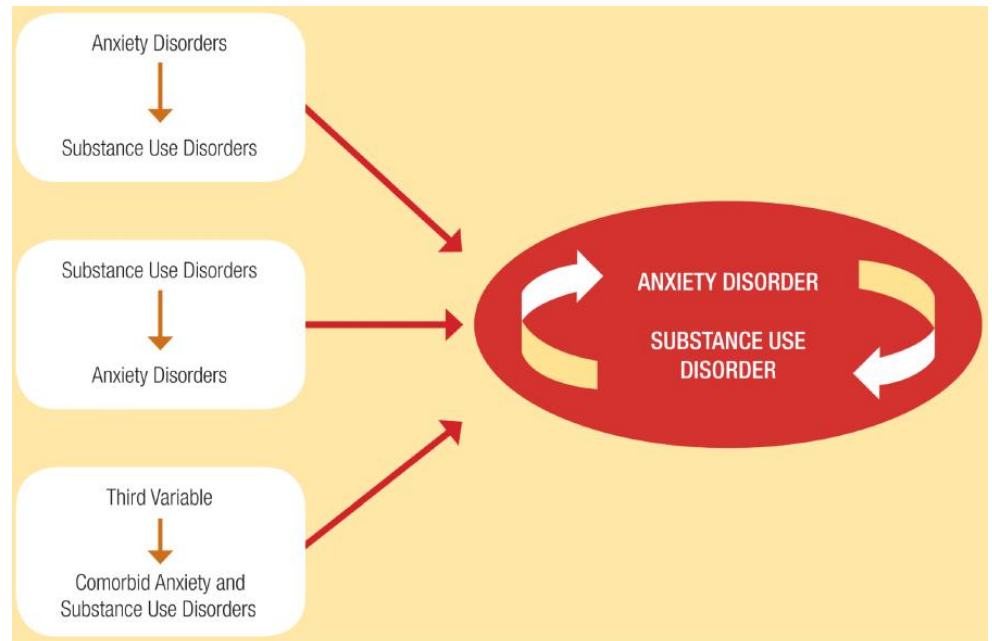 Anxiety Disorders
Substance Use Disorders
Substance Use Disorders
Anxiety Disorders
Third Variable
Comorbid Anxiety and
Substance Use Disorders
ANXIETY DISORDER
SUBSTANCE USE
DISORDER